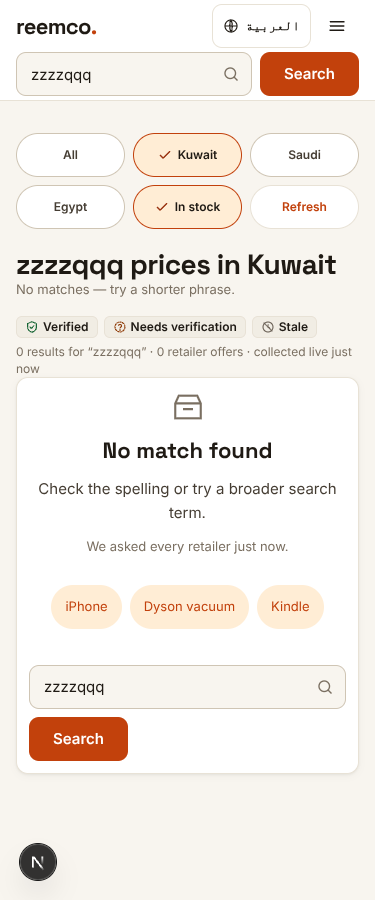 reemco.
العربية
zzzzqqq
Search
All
Kuwait
Saudi
Egypt
In stock
Refresh
zzzzqqq prices in Kuwait
No matches — try a shorter phrase.
Verified
Needs verification
Stale
0 results for “zzzzqqq” · 0 retailer offers · collected live just
now
No match found
Check the spelling or try a broader search
term.
We asked every retailer just now.
iPhone
Dyson vacuum
Kindle
zzzzqqq
Search
N